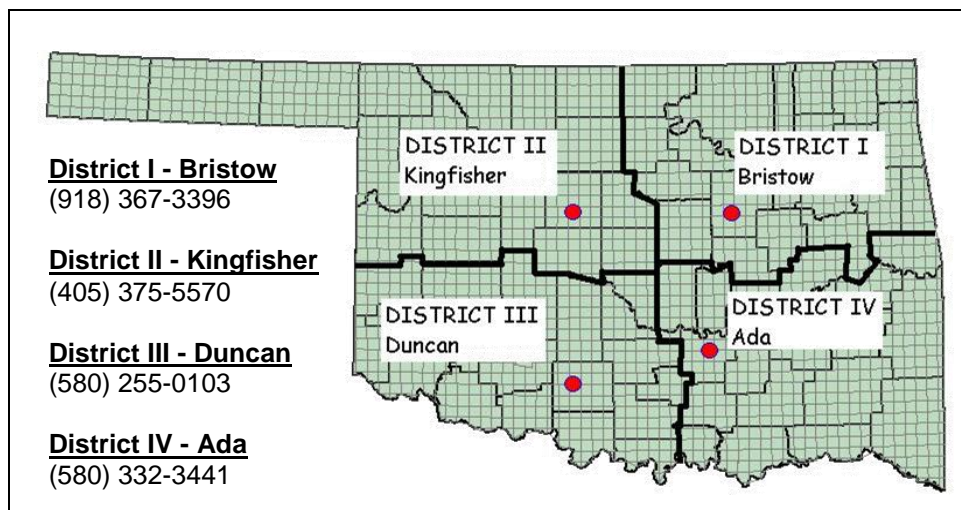 DISTRICT II
Kingfisher
DISTRICT I
Bristow
District I - Bristow
(918) 367-3396
District II - Kingfisher
(405) 375-5570
DISTRICT III
Duncan
DISTRICT IV
Ada
District III - Duncan
(580) 255-0103
District IV - Ada
(580) 332-3441